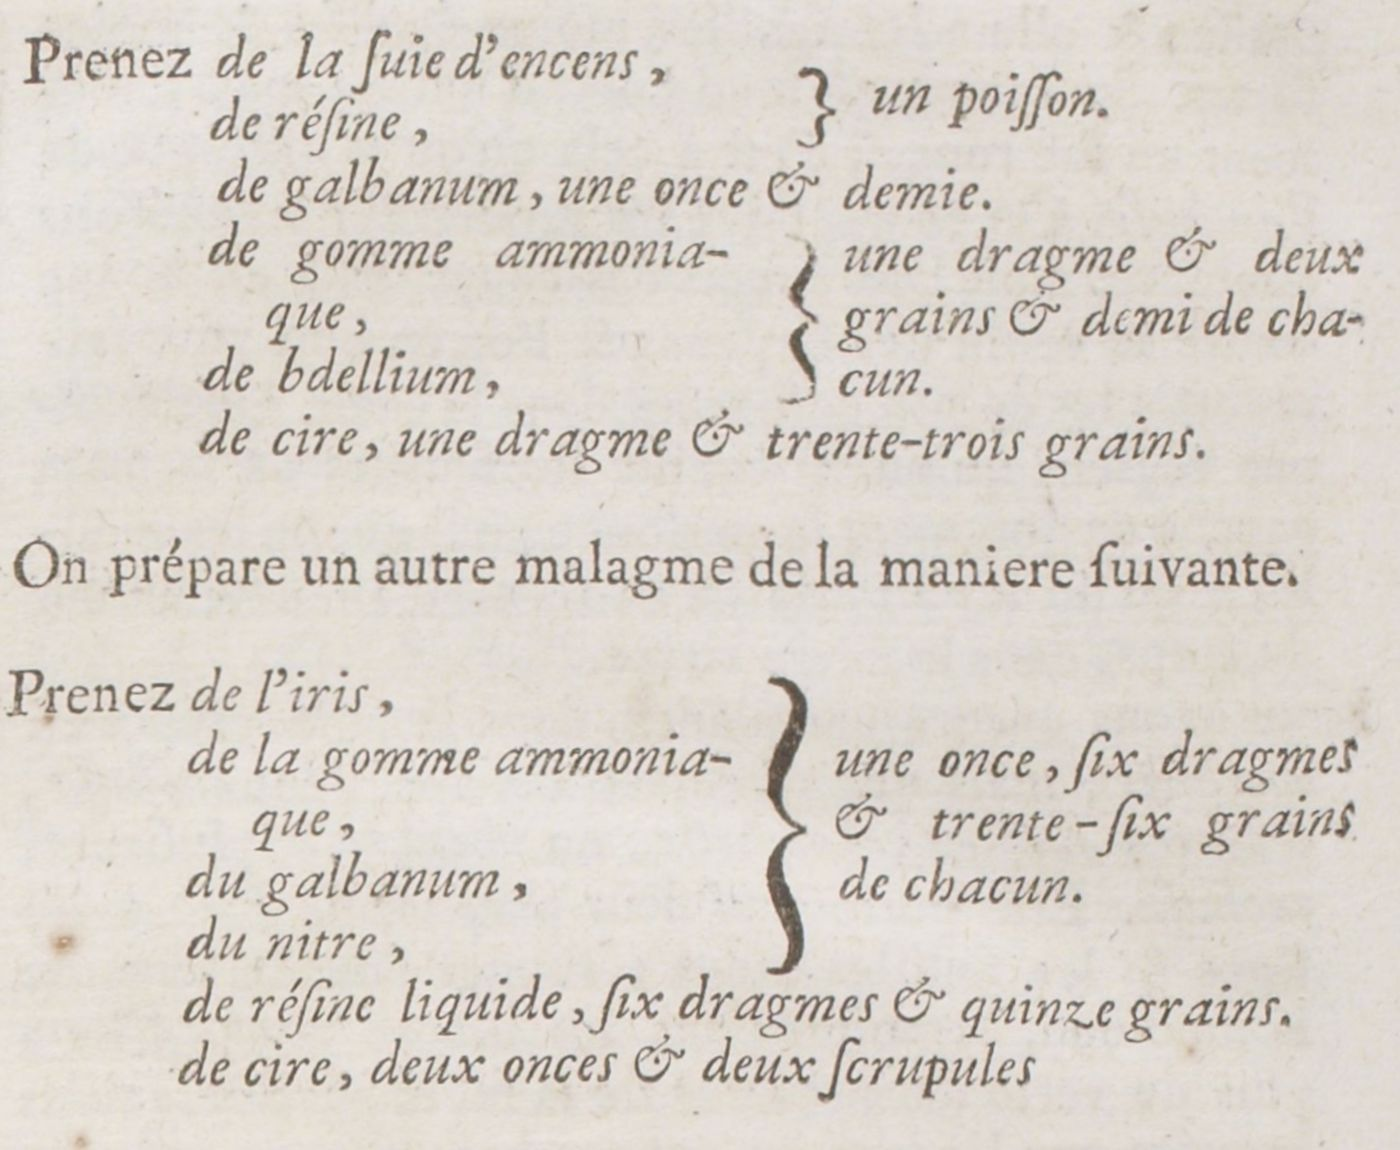 Prenez de la ſuie d'encens,
de réſine, } un poiſſon.
de galbanum, une once & demie.
de gomme ammonia- } une dragme & deux
que, grains & demi de cha-
de bdellium, cun.
de cire, une dragme & trente-trois grains.
On prépare un autre malagme de la maniere ſuivante.
Prenez de l'iris,
de la gomme ammonia- } une once, ſix dragmes
que, & trente-ſix grains
du galbanum, de chacun.
du nitre,
de réſine liquide, ſix dragmes & quinze grains.
de cire, deux onces & deux ſcrupules